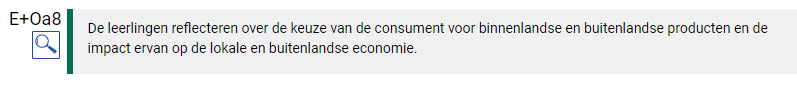 E+Oa8
De leerlingen reflecteren over de keuze van de consument voor binnenlandse en buitenlandse producten en de
impact ervan op de lokale en buitenlandse economie.